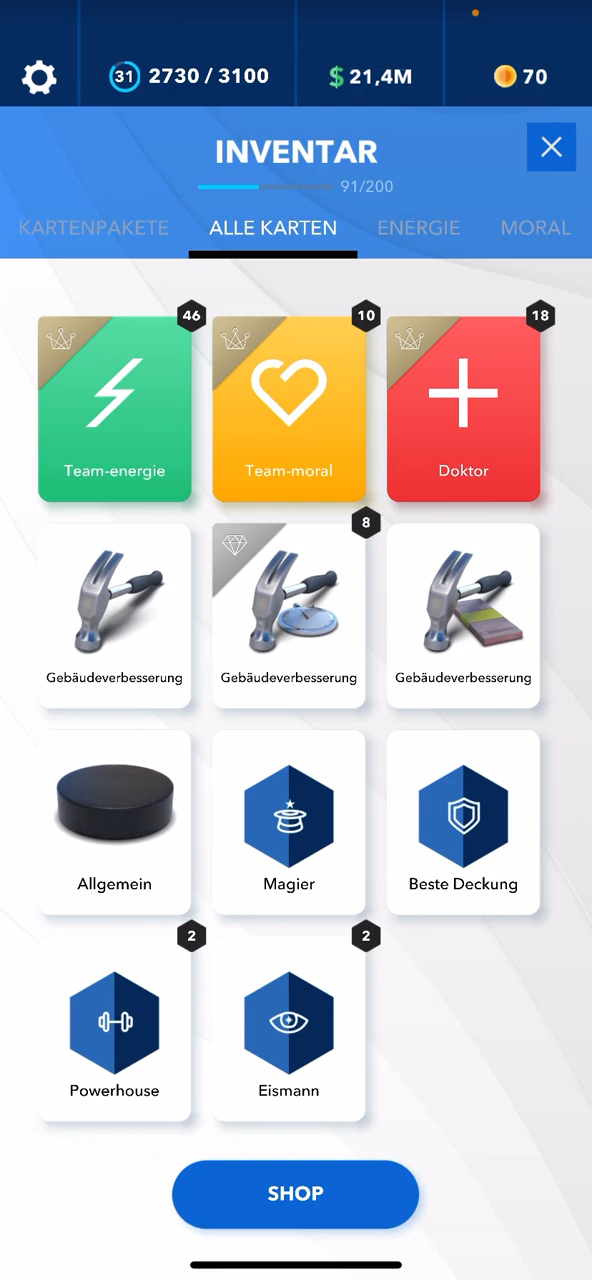 31 2730 / 3100 $ 21,4M 70
INVENTAR
91/200
KARTENPAKETE ALLE KARTEN ENERGIE MORAL
46 10 18
Team-energie Team-moral Doktor
8
Gebäudeverbesserung Gebäudeverbesserung Gebäudeverbesserung
Allgemein Magier Beste Deckung
2 2
Powerhouse Eismann
SHOP